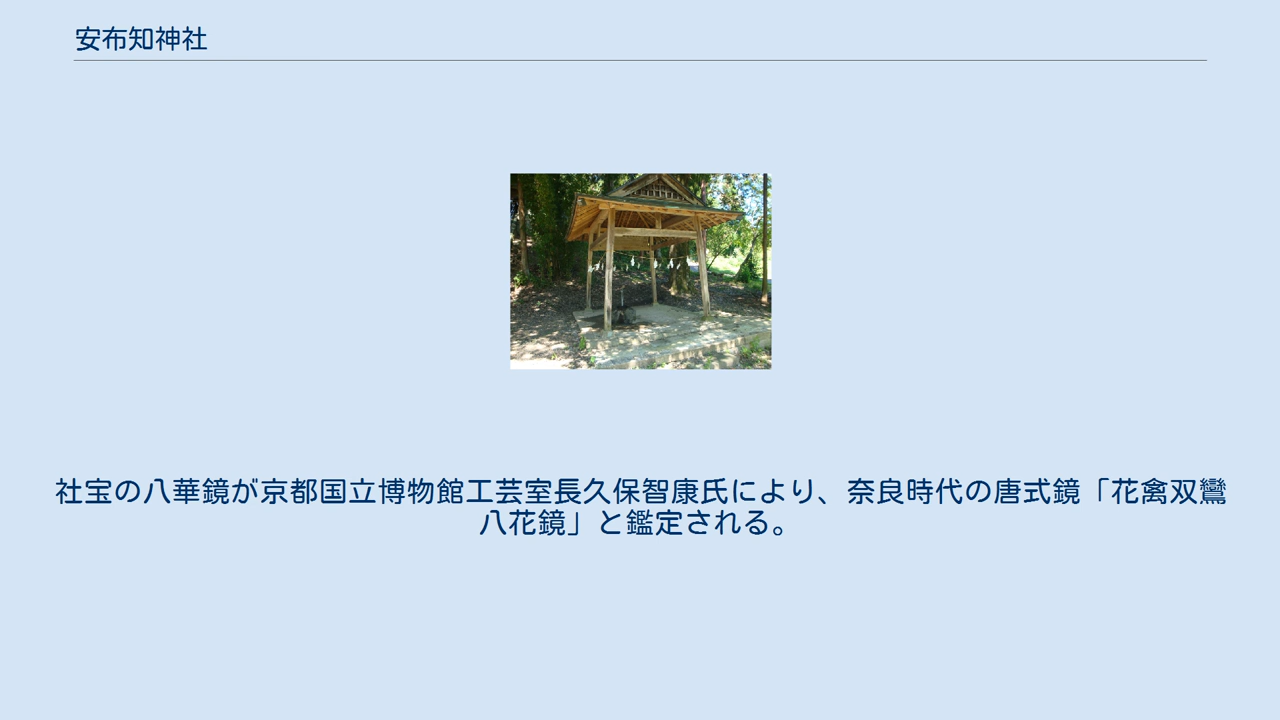 安布知神社
社宝の八華鏡が京都国立博物館工芸室長久保智康氏により、奈良時代の唐式鏡「花禽双鸞
八花鏡」と鑑定される。